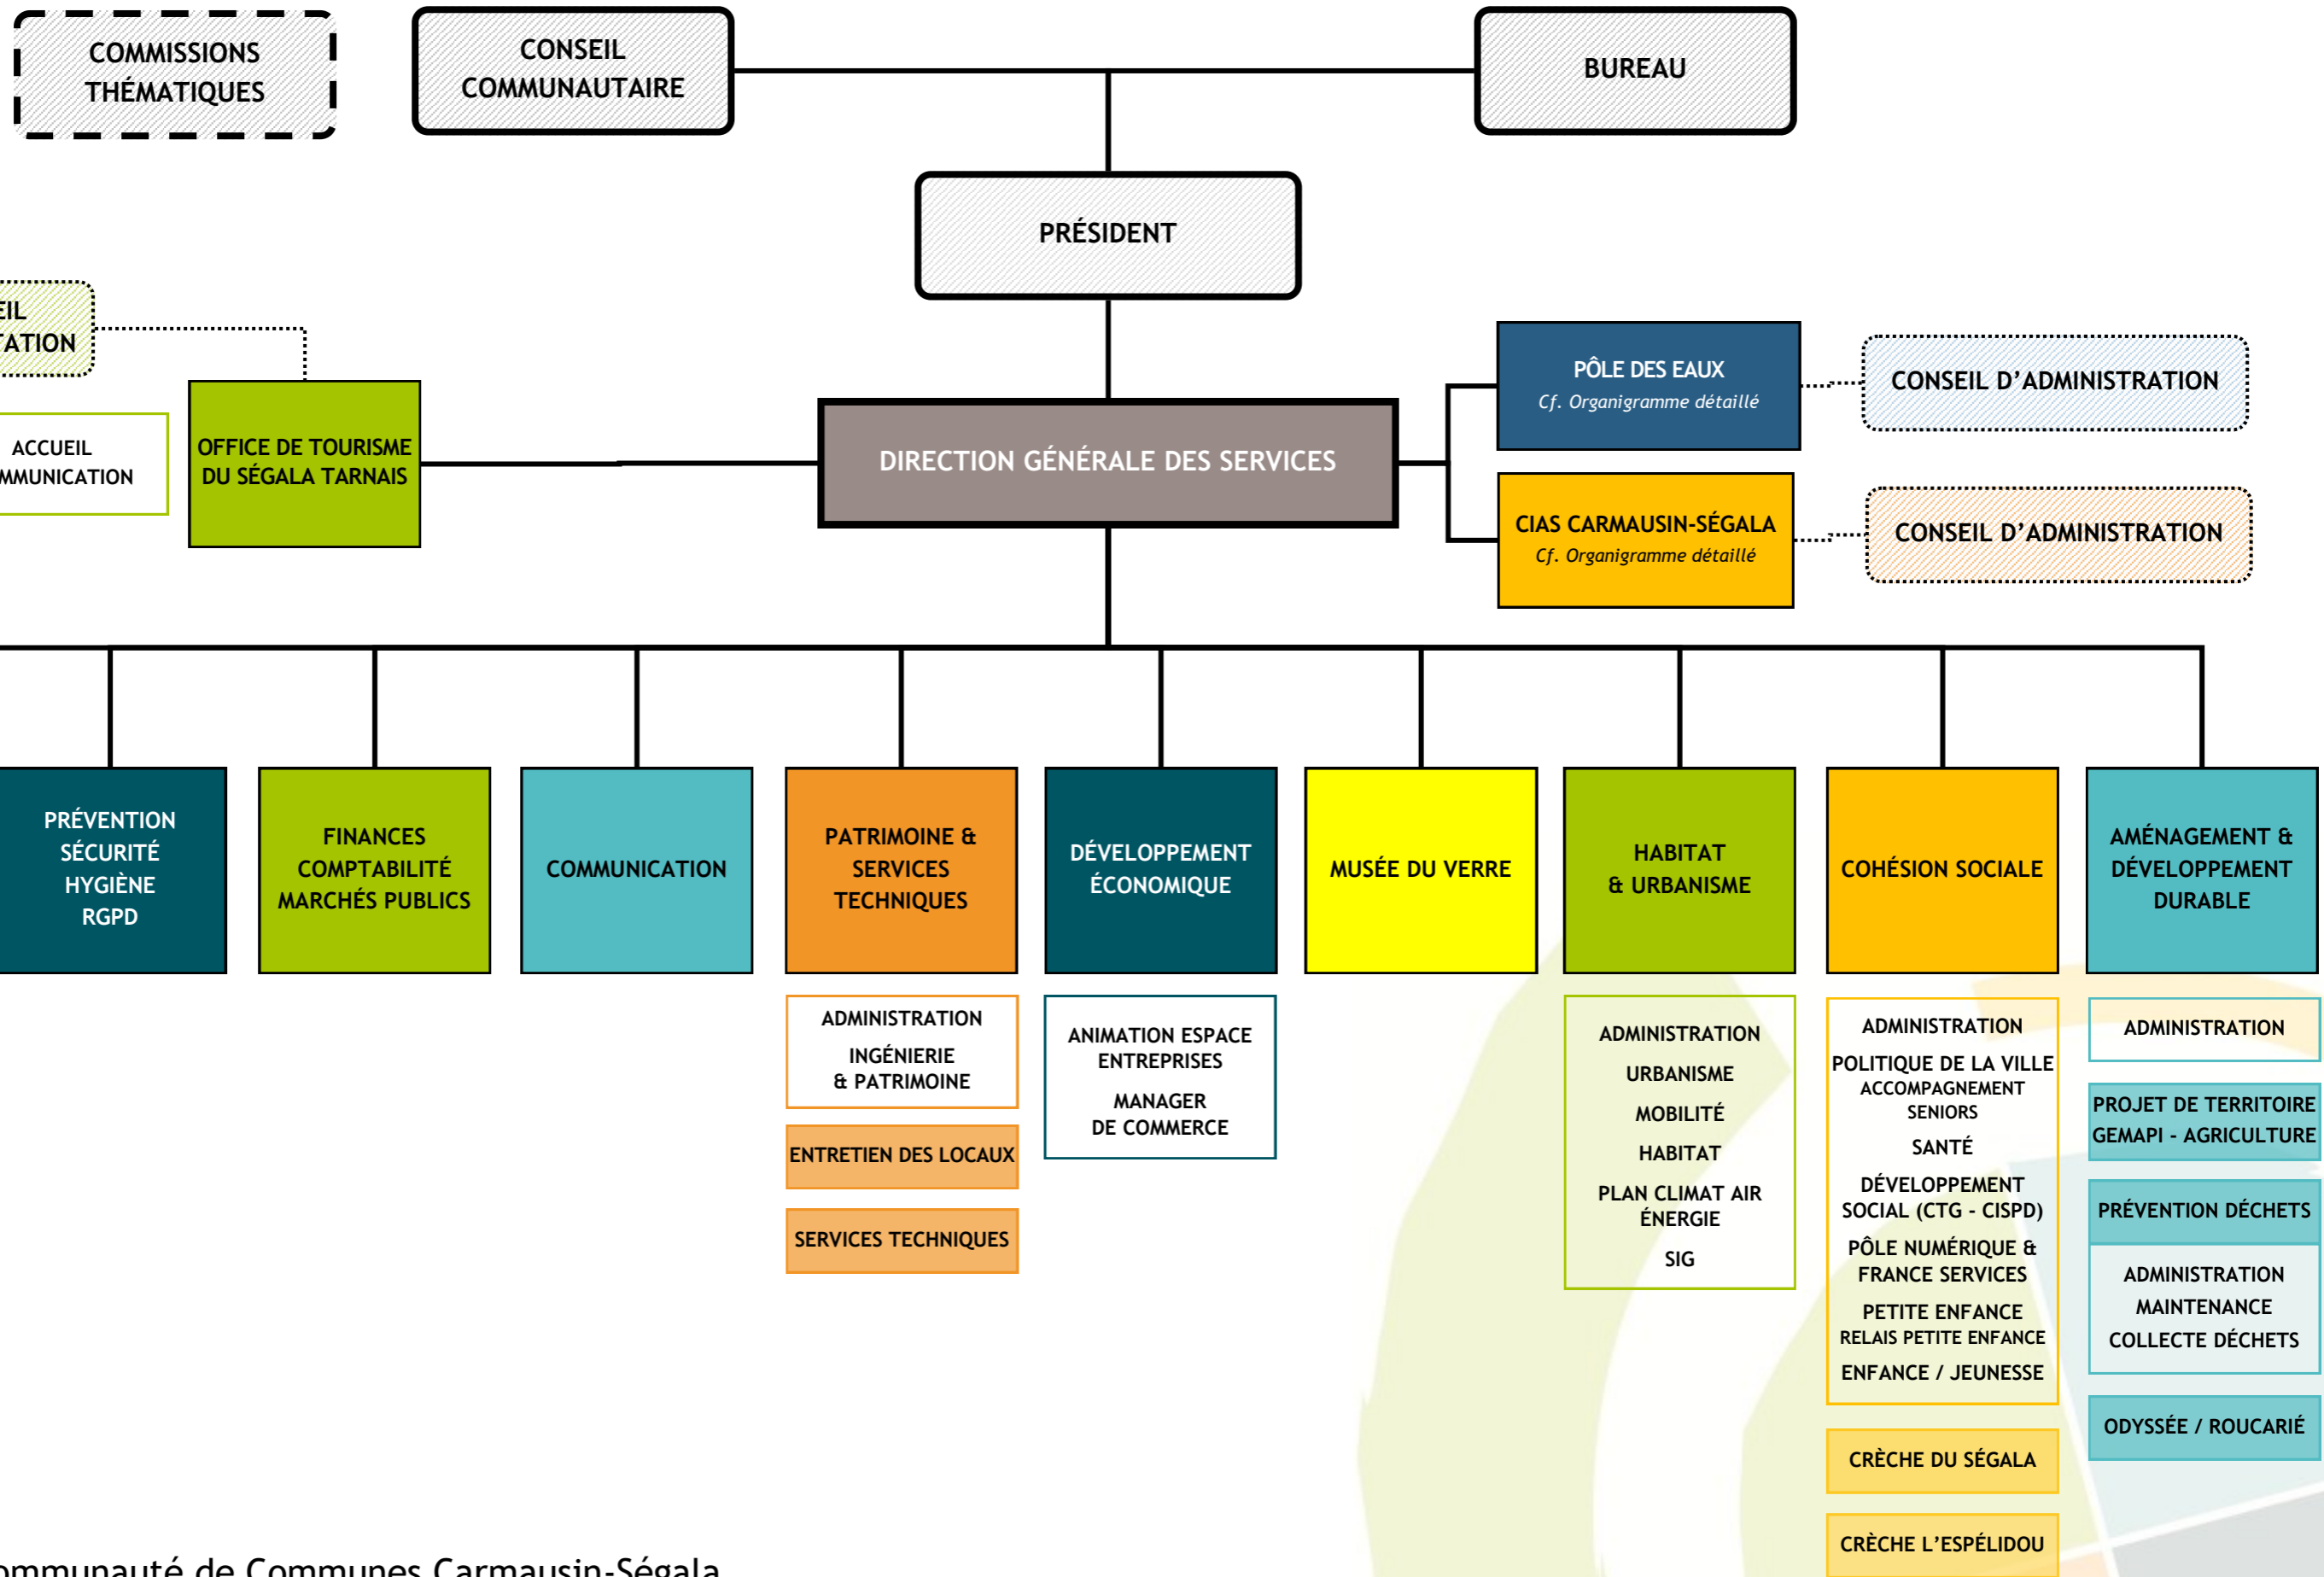 COMMISSIONS
THÉMATIQUES
CONSEIL
COMMUNAUTAIRE
BUREAU
PRÉSIDENT
ACCUEIL
OFFICE DE TOURISME
DU SÉGALA TARNAIS
DIRECTION GÉNÉRALE DES SERVICES
PÔLE DES EAUX
Cf. Organigramme détaillé
CONSEIL D'ADMINISTRATION
CIAS CARMAUSIN-SÉGALA
Cf. Organigramme détaillé
CONSEIL D'ADMINISTRATION
PRÉVENTION
SÉCURITÉ
HYGIÈNE
RGPD
FINANCES
COMPTABILITÉ
MARCHÉS PUBLICS
COMMUNICATION
PATRIMOINE &
SERVICES
TECHNIQUES
DÉVELOPPEMENT
ÉCONOMIQUE
MUSÉE DU VERRE
HABITAT
& URBANISME
COHÉSION SOCIALE
AMÉNAGEMENT &
DÉVELOPPEMENT
DURABLE
ADMINISTRATION
INGÉNIERIE
& PATRIMOINE
ENTRETIEN DES LOCAUX
SERVICES TECHNIQUES
ANIMATION ESPACE
ENTREPRISES
MANAGER
DE COMMERCE
ADMINISTRATION
URBANISME
MOBILITÉ
HABITAT
PLAN CLIMAT AIR
ÉNERGIE
SIG
ADMINISTRATION
POLITIQUE DE LA VILLE
ACCOMPAGNEMENT
SENIORS
SANTÉ
DÉVELOPPEMENT
SOCIAL (CTG - CISPD)
PÔLE NUMÉRIQUE &
FRANCE SERVICES
PETITE ENFANCE
RELAIS PETITE ENFANCE
ENFANCE / JEUNESSE
CRÈCHE DU SÉGALA
CRÈCHE L'ESPÉLIDOU
ADMINISTRATION
PROJET DE TERRITOIRE
GEMAPI - AGRICULTURE
PRÉVENTION DÉCHETS
ADMINISTRATION
MAINTENANCE
COLLECTE DÉCHETS
ODYSSÉE / ROUCARIÉ
de Communes Carmausin-Ségala